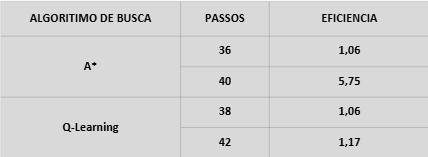 ALGORITIMO DE BUSCA PASSOS EFICIENCIA
A* 36 1,06
40 5,75
Q-Learning 38 1,06
42 1,17